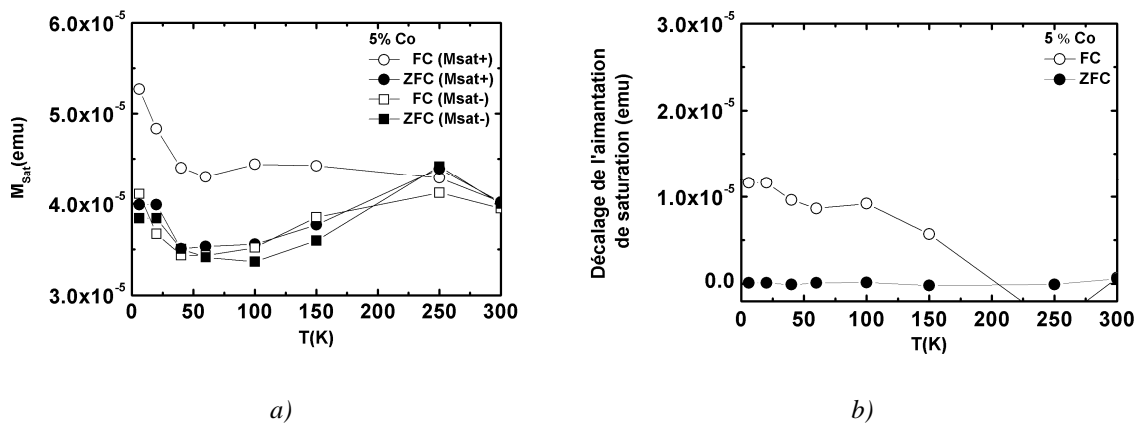 6.0x10⁻⁵
5.0x10⁻⁵
4.0x10⁻⁵
3.0x10⁻⁵
M_Sat(emu)
5% Co
FC (Msat+)
ZFC (Msat+)
FC (Msat-)
ZFC (Msat-)
0 50 100 150 200 250 300
T(K)
a)
3.0x10⁻⁵
2.0x10⁻⁵
1.0x10⁻⁵
0.0
Décalage de l'aimantation
de saturation (emu)
5 % Co
FC
ZFC
0 50 100 150 200 250 300
T(K)
b)